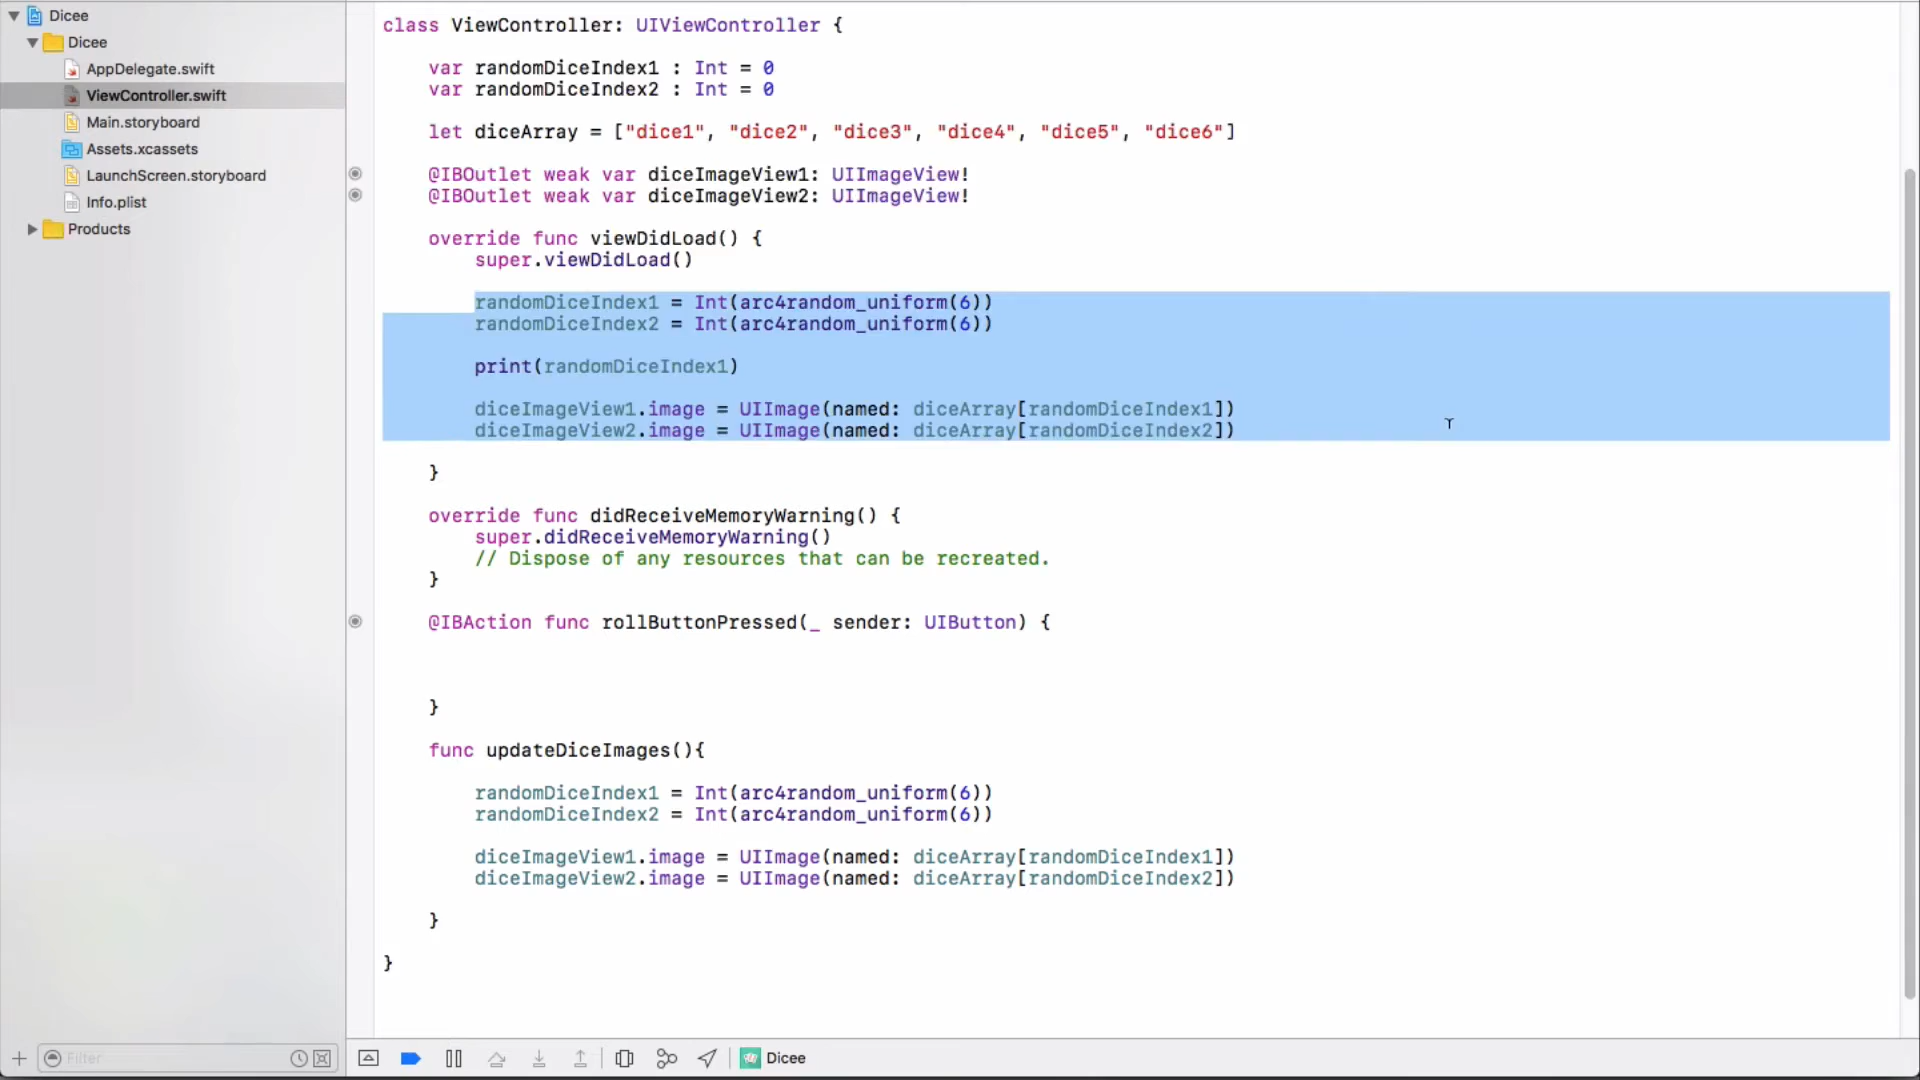 Dicee
Dicee
AppDelegate.swift
ViewController.swift
Main.storyboard
Assets.xcassets
LaunchScreen.storyboard
Info.plist
Products
class ViewController: UIViewController {
var randomDiceIndex1 : Int = 0
var randomDiceIndex2 : Int = 0
let diceArray = ["dice1", "dice2", "dice3", "dice4", "dice5", "dice6"]
@IBOutlet weak var diceImageView1: UIImageView!
@IBOutlet weak var diceImageView2: UIImageView!
override func viewDidLoad() {
super.viewDidLoad()
randomDiceIndex1 = Int(arc4random_uniform(6))
randomDiceIndex2 = Int(arc4random_uniform(6))
print(randomDiceIndex1)
diceImageView1.image = UIImage(named: diceArray[randomDiceIndex1])
diceImageView2.image = UIImage(named: diceArray[randomDiceIndex2])
}
override func didReceiveMemoryWarning() {
super.didReceiveMemoryWarning()
// Dispose of any resources that can be recreated.
}
@IBAction func rollButtonPressed(_ sender: UIButton) {
}
func updateDiceImages(){
randomDiceIndex1 = Int(arc4random_uniform(6))
randomDiceIndex2 = Int(arc4random_uniform(6))
diceImageView1.image = UIImage(named: diceArray[randomDiceIndex1])
diceImageView2.image = UIImage(named: diceArray[randomDiceIndex2])
}
}
Filter
Dicee